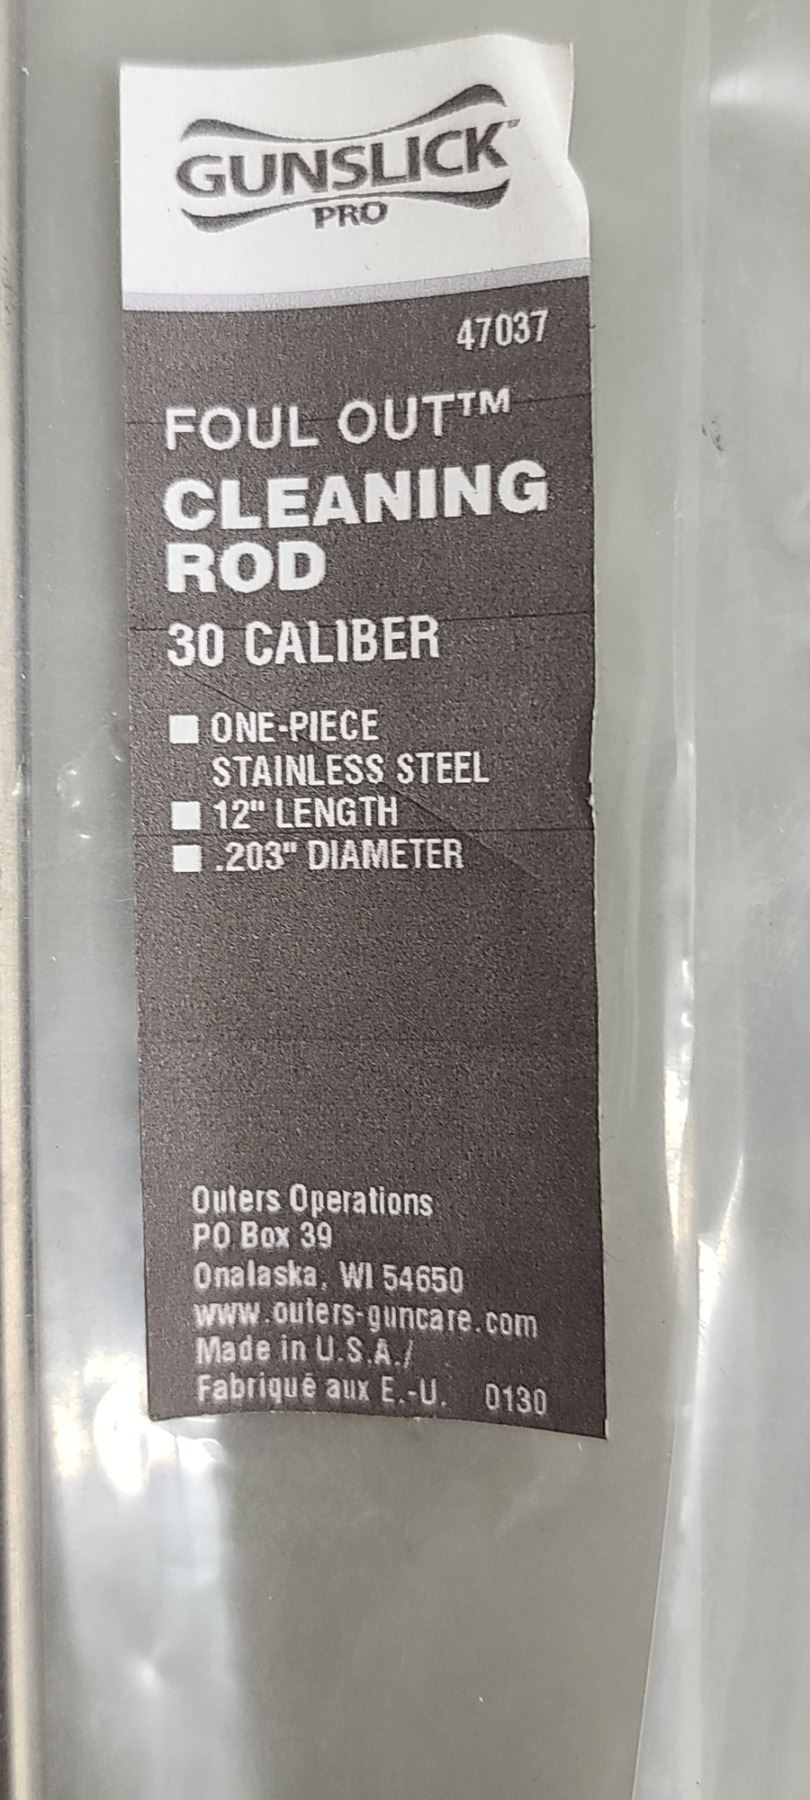 GUNSLICK™
PRO
47037
FOUL OUT™
CLEANING
ROD
30 CALIBER
■ ONE-PIECE
STAINLESS STEEL
■ 12" LENGTH
■ .203" DIAMETER
Outers Operations
PO Box 39
Onalaska, WI 54650
www.outers-guncare.com
Made in U.S.A./
Fabriqué aux E.-U. 0130